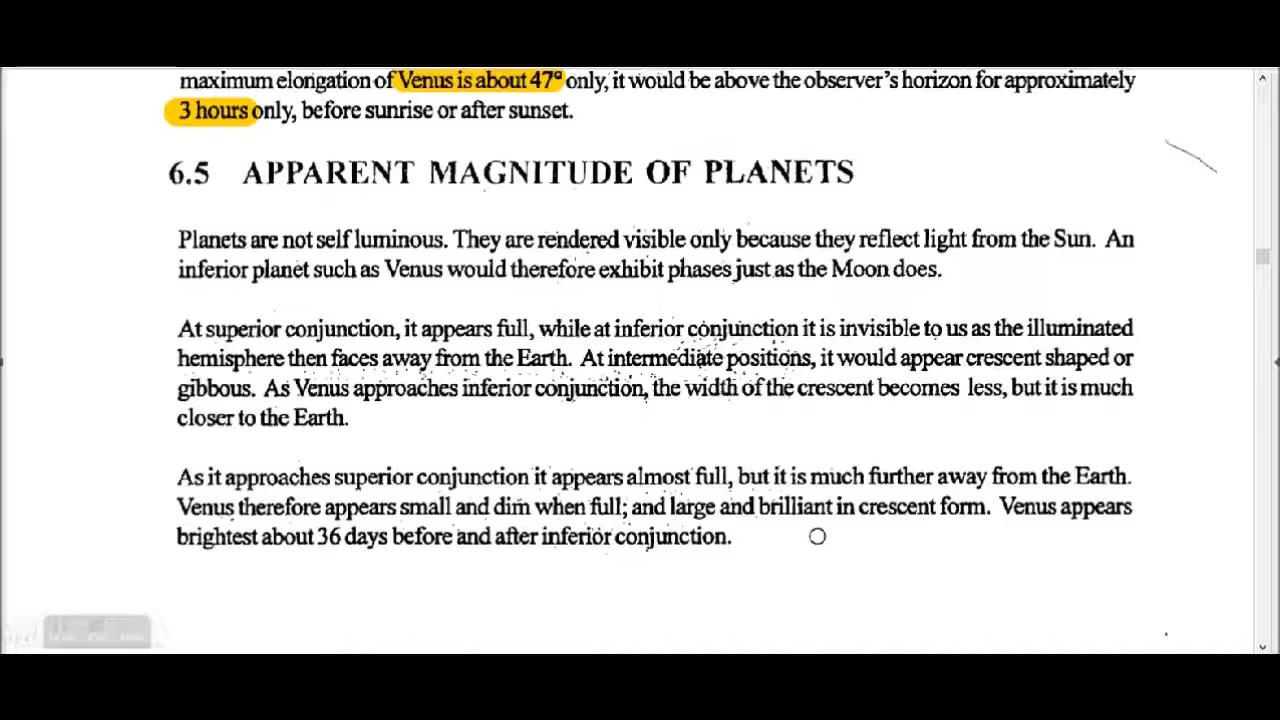 maximum elongation of Venus is about 47° only, it would be above the observer's horizon for approximately
3 hours only, before sunrise or after sunset.
6.5 APPARENT MAGNITUDE OF PLANETS
Planets are not self luminous. They are rendered visible only because they reflect light from the Sun. An
inferior planet such as Venus would therefore exhibit phases just as the Moon does.
At superior conjunction, it appears full, while at inferior conjunction it is invisible to us as the illuminated
hemisphere then faces away from the Earth. At intermediate positions, it would appear crescent shaped or
gibbous. As Venus approaches inferior conjunction, the width of the crescent becomes less, but it is much
closer to the Earth.
As it approaches superior conjunction it appears almost full, but it is much further away from the Earth.
Venus therefore appears small and dim when full; and large and brilliant in crescent form. Venus appears
brightest about 36 days before and after inferior conjunction.